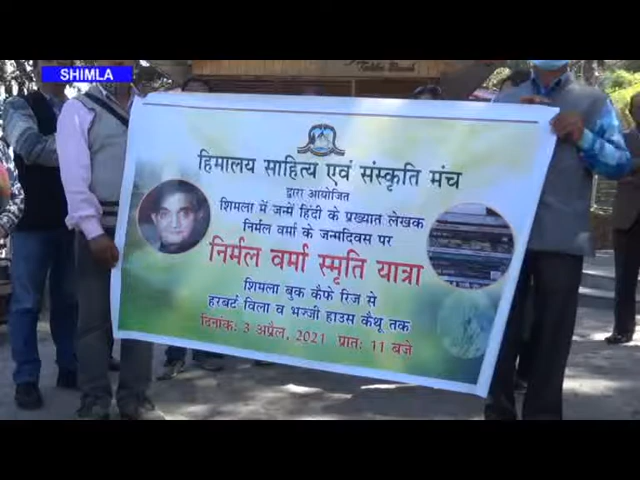 SHIMLA
हिमालय साहित्य एवं संस्कृति मंच
द्वारा आयोजित
शिमला में जन्में हिंदी के प्रख्यात लेखक
निर्मल वर्मा के जन्मदिवस पर
निर्मल वर्मा स्मृति यात्रा
शिमला बुक कैफे रिज से
हरबर्ट विला व भज्जी हाउस कैथू तक
दिनांक: 3 अप्रैल, 2021 प्रातः 11 बजे